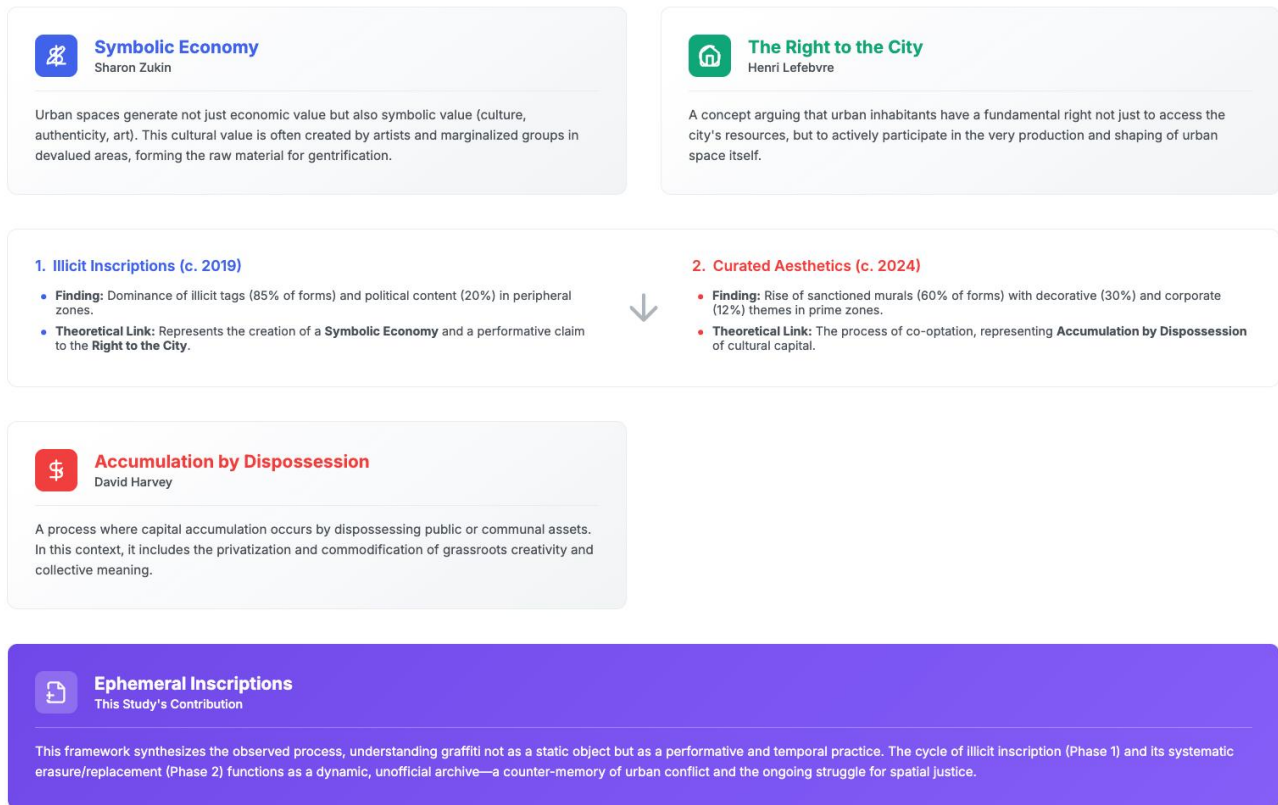 Symbolic Economy
Sharon Zukin
Urban spaces generate not just economic value but also symbolic value (culture,
authenticity, art). This cultural value is often created by artists and marginalized groups in
devalued areas, forming the raw material for gentrification.
The Right to the City
Henri Lefebvre
A concept arguing that urban inhabitants have a fundamental right not just to access the
city's resources, but to actively participate in the very production and shaping of urban
space itself.
1. Illicit Inscriptions (c. 2019)
• Finding: Dominance of illicit tags (85% of forms) and political content (20%) in peripheral
zones.
• Theoretical Link: Represents the creation of a Symbolic Economy and a performative claim
to the Right to the City.
2. Curated Aesthetics (c. 2024)
• Finding: Rise of sanctioned murals (60% of forms) with decorative (30%) and corporate
(12%) themes in prime zones.
• Theoretical Link: The process of co-optation, representing Accumulation by Dispossession
of cultural capital.
Accumulation by Dispossession
David Harvey
A process where capital accumulation occurs by dispossessing public or communal assets.
In this context, it includes the privatization and commodification of grassroots creativity and
collective meaning.
Ephemeral Inscriptions
This Study's Contribution
This framework synthesizes the observed process, understanding graffiti not as a static object but as a performative and temporal practice. The cycle of illicit inscription (Phase 1) and its systematic
erasure/replacement (Phase 2) functions as a dynamic, unofficial archive—a counter-memory of urban conflict and the ongoing struggle for spatial justice.